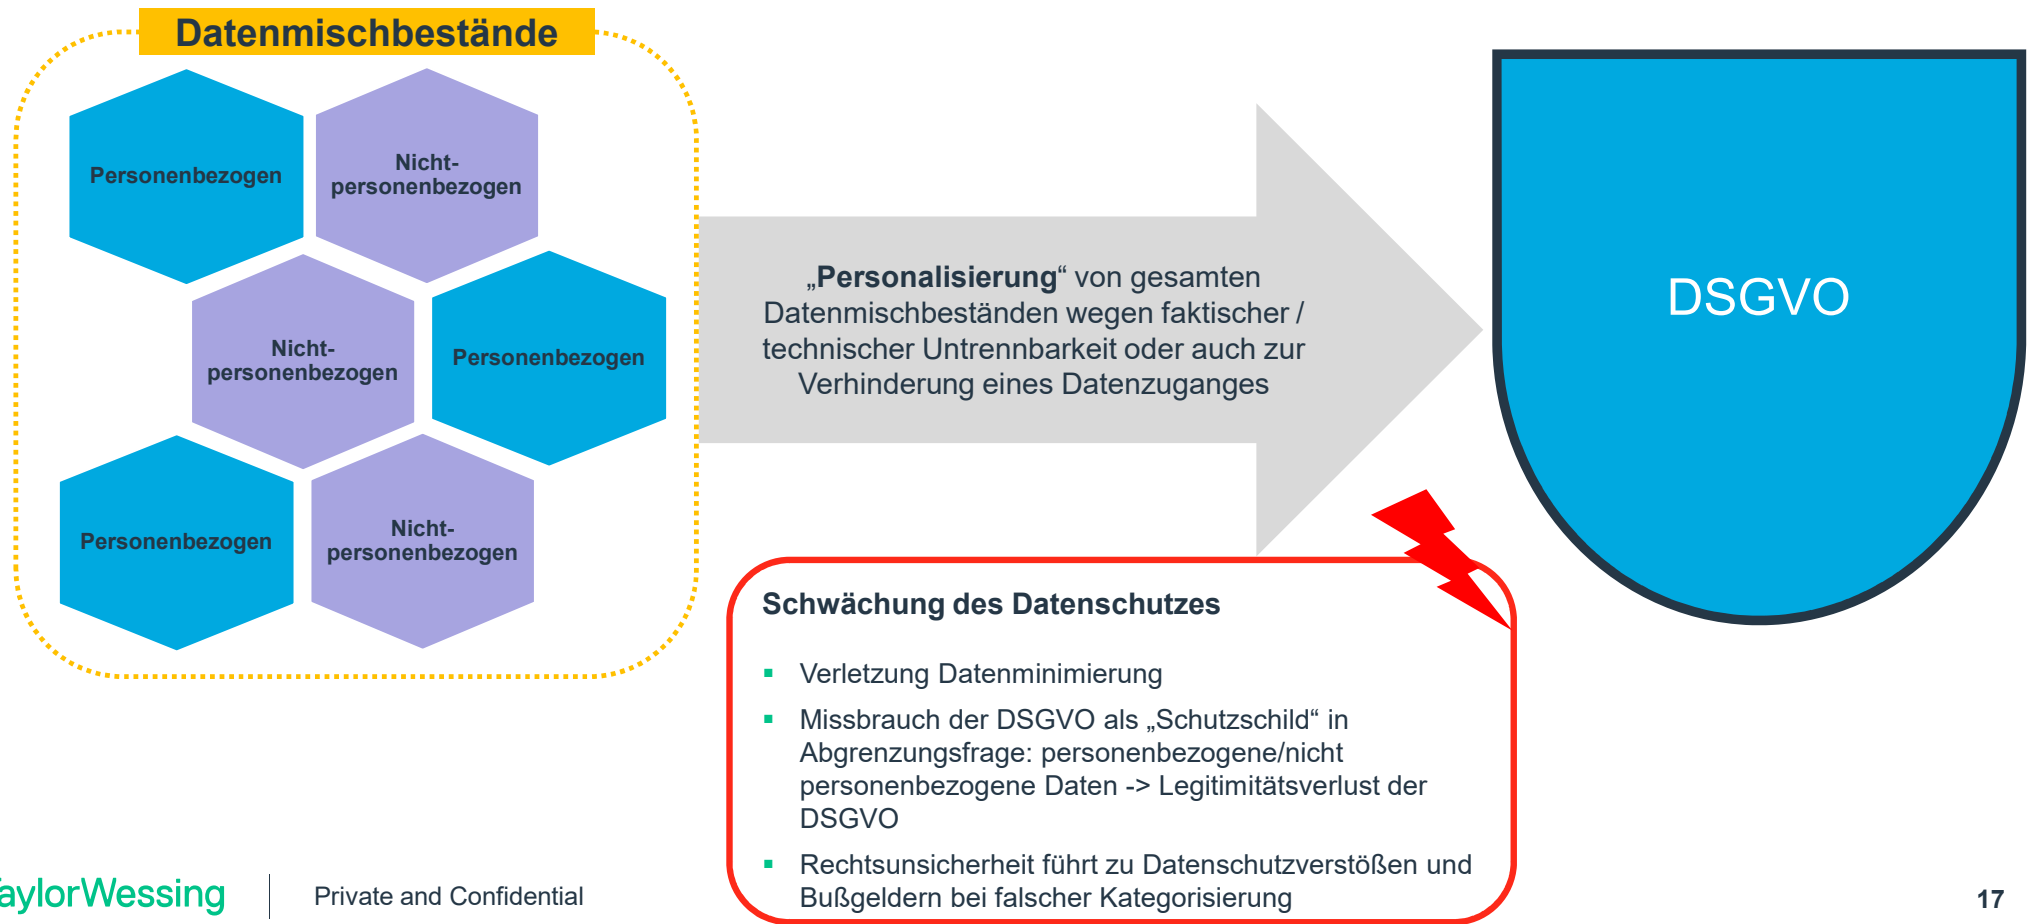 Datenmischbestände
Personenbezogen
Nicht-
personenbezogen
Nicht-
personenbezogen
Personenbezogen
Personenbezogen
Nicht-
personenbezogen
„Personalisierung“ von gesamten
Datenmischbeständen wegen faktischer /
technischer Untrennbarkeit oder auch zur
Verhinderung eines Datenzuganges
DSGVO
Schwächung des Datenschutzes
▪ Verletzung Datenminimierung
▪ Missbrauch der DSGVO als „Schutzschild“ in
Abgrenzungsfrage: personenbezogene/nicht
personenbezogene Daten -> Legitimitätsverlust der
DSGVO
▪ Rechtsunsicherheit führt zu Datenschutzverstößen und
Bußgeldern bei falscher Kategorisierung
TaylorWessing
Private and Confidential
17